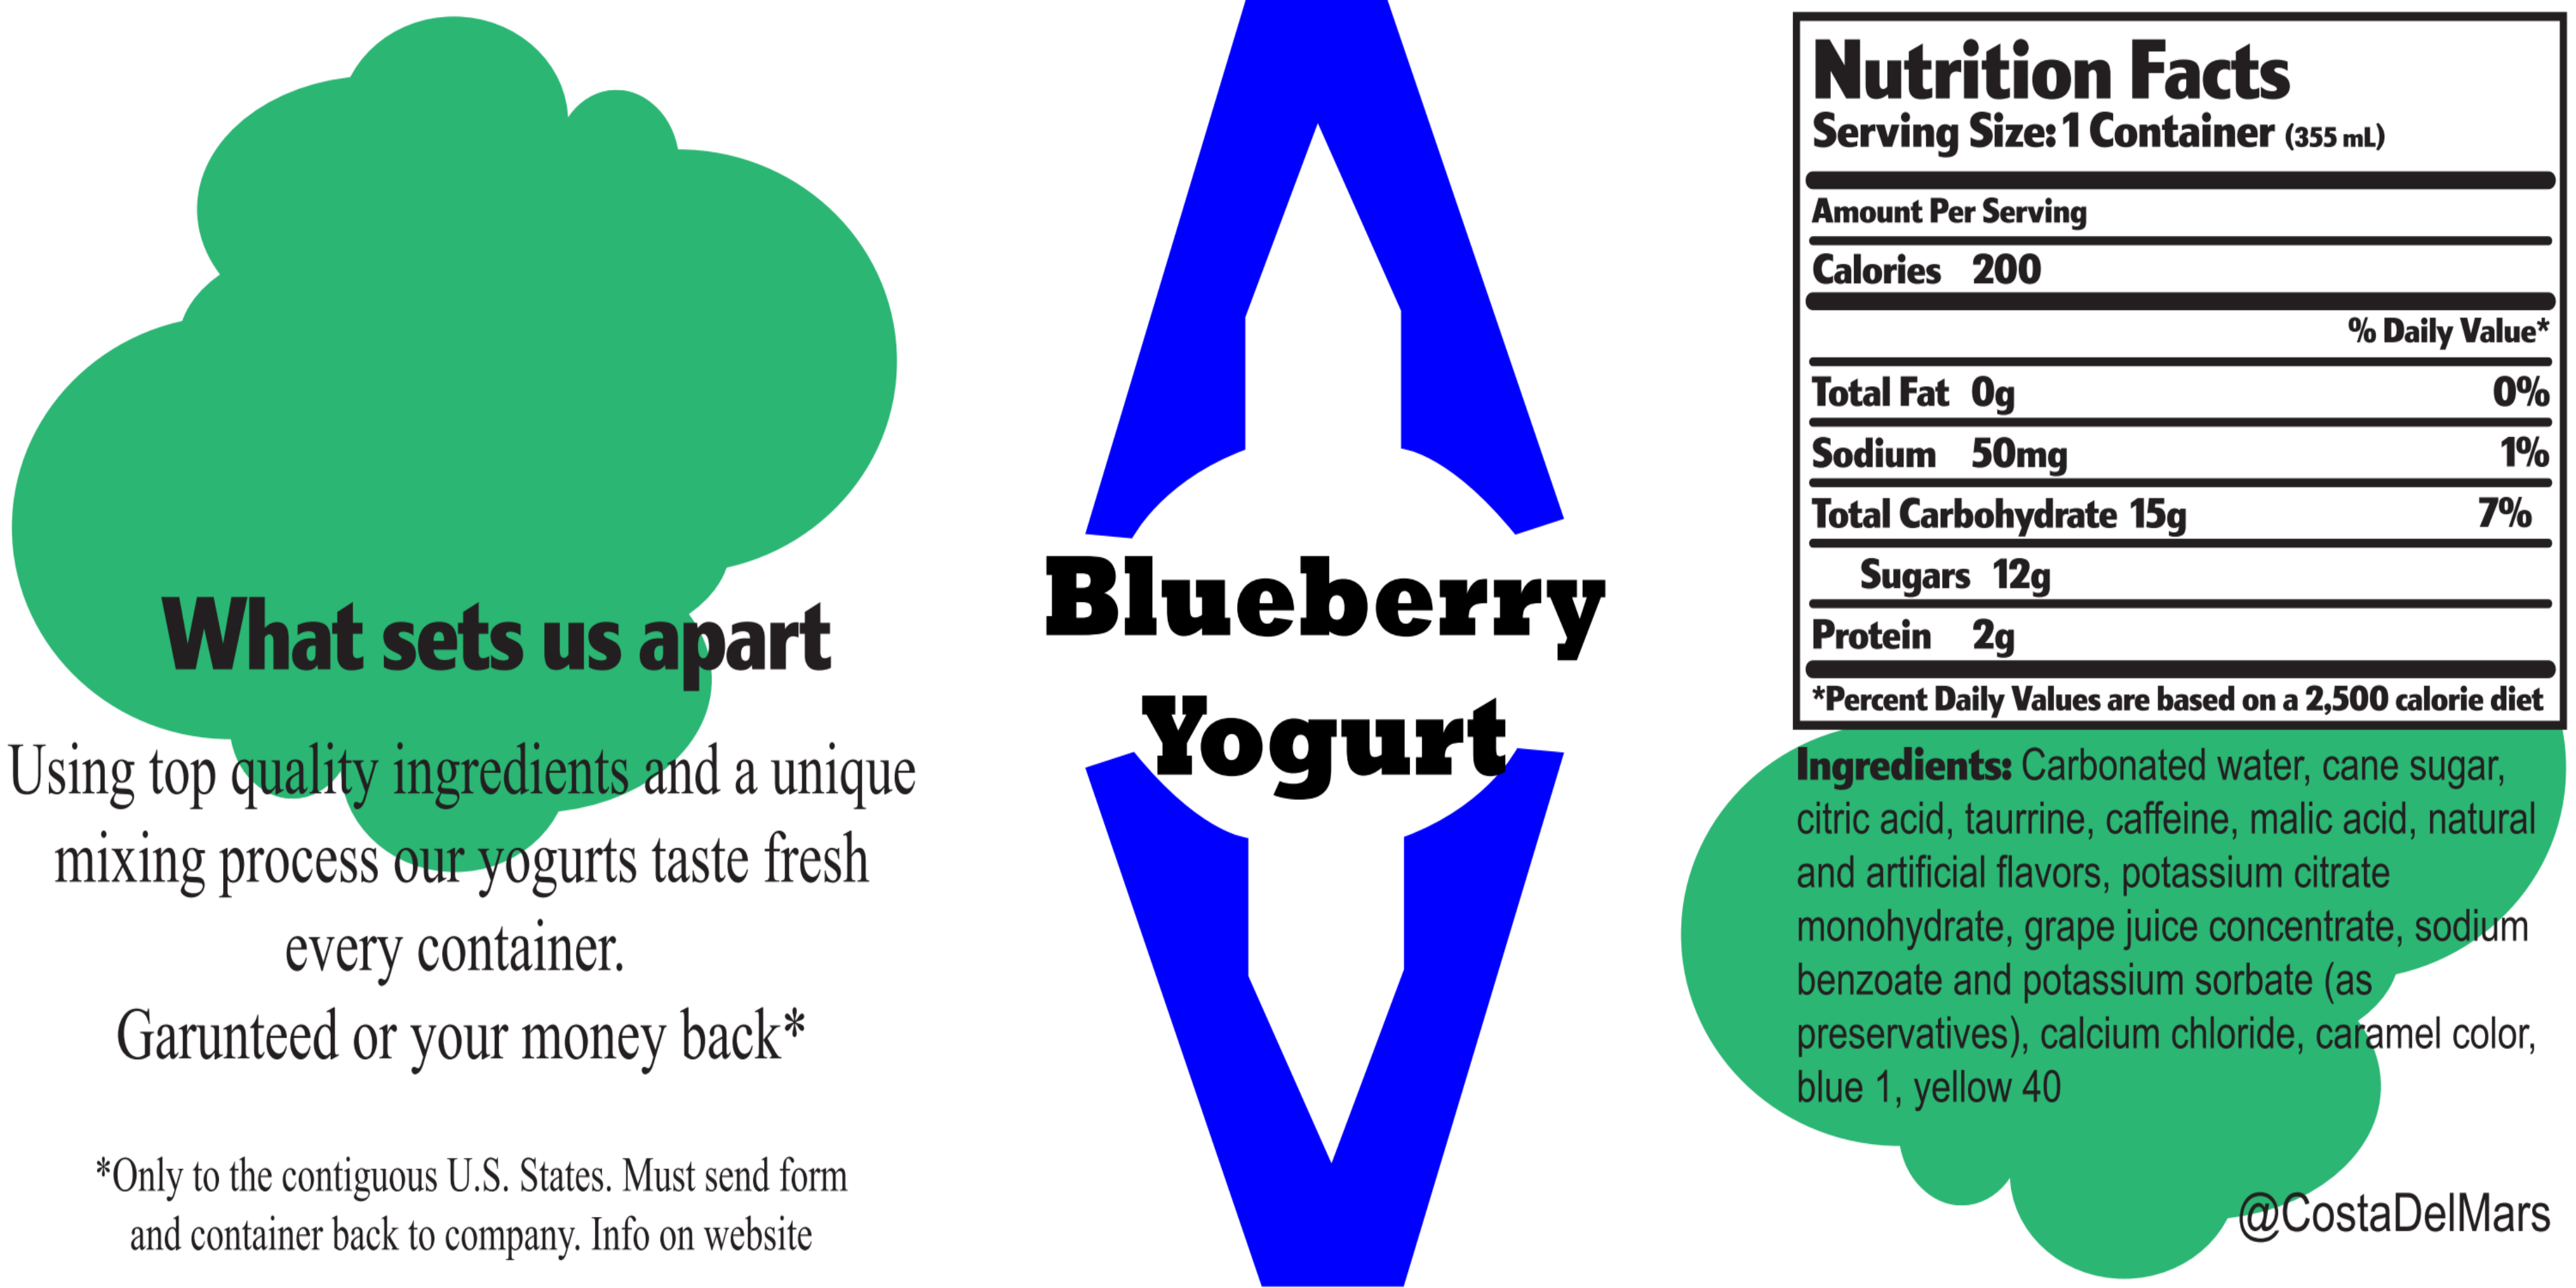 What sets us apart
Using top quality ingredients and a unique
mixing process our yogurts taste fresh
every container.
Garunteed or your money back*
*Only to the contiguous U.S. States. Must send form
and container back to company. Info on website
Blueberry
Yogurt
Nutrition Facts
Serving Size: 1 Container (355 mL)
Amount Per Serving
Calories 200
% Daily Value*
Total Fat 0g 0%
Sodium 50mg 1%
Total Carbohydrate 15g 7%
Sugars 12g
Protein 2g
*Percent Daily Values are based on a 2,500 calorie diet
Ingredients: Carbonated water, cane sugar,
citric acid, taurrine, caffeine, malic acid, natural
and artificial flavors, potassium citrate
monohydrate, grape juice concentrate, sodium
benzoate and potassium sorbate (as
preservatives), calcium chloride, caramel color,
blue 1, yellow 40
@CostaDelMars